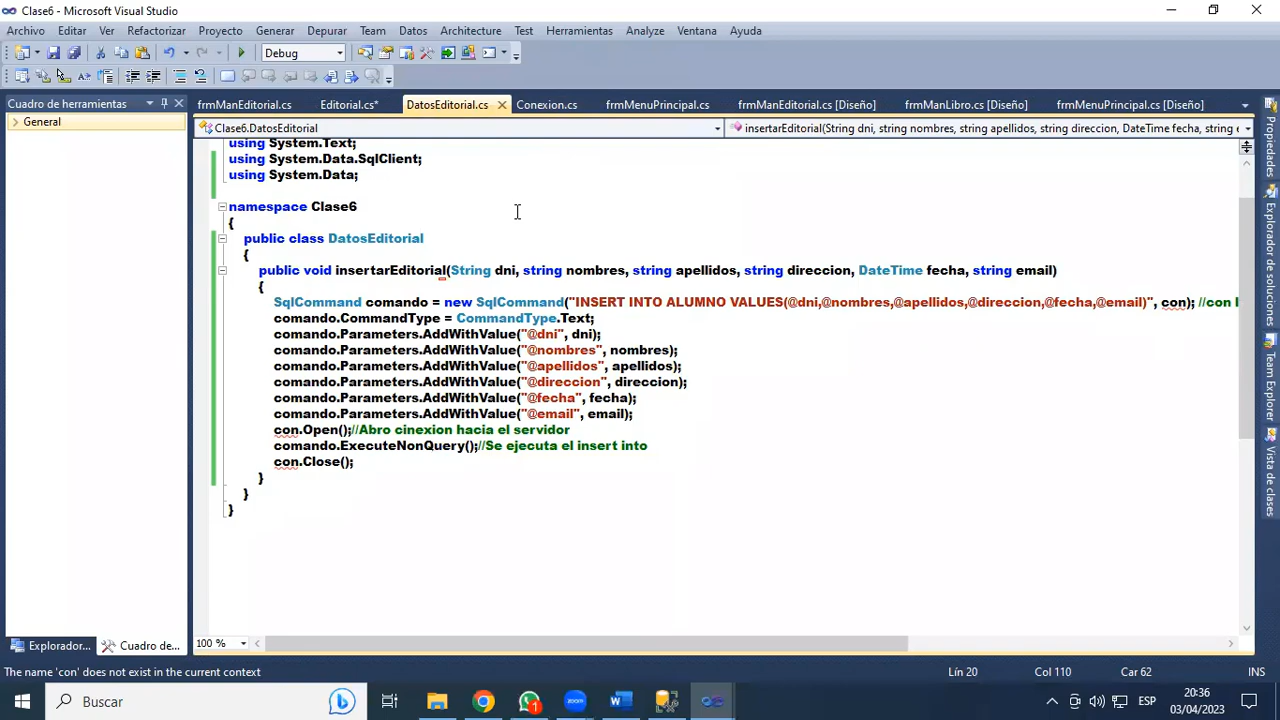 Clase6 - Microsoft Visual Studio
Archivo Editar Ver Refactorizar Proyecto Generar Depurar Team Datos Architecture Test Herramientas Analyze Ventana Ayuda
Debug
Cuadro de herramientas
frmManEditorial.cs Editorial.cs* DatosEditorial.cs Conexion.cs frmMenuPrincipal.cs frmManEditorial.cs [Diseño] frmManLibro.cs [Diseño] frmMenuPrincipal.cs [Diseño]
General
Clase6.DatosEditorial
insertarEditorial(String dni, string nombres, string apellidos, string direccion, DateTime fecha, string e
using System.Text;
using System.Data.SqlClient;
using System.Data;
namespace Clase6
{
public class DatosEditorial
{
public void insertarEditorial(String dni, string nombres, string apellidos, string direccion, DateTime fecha, string email)
{
SqlCommand comando = new SqlCommand("INSERT INTO ALUMNO VALUES(@dni,@nombres,@apellidos,@direccion,@fecha,@email)", con); //con
comando.CommandType = CommandType.Text;
comando.Parameters.AddWithValue("@dni", dni);
comando.Parameters.AddWithValue("@nombres", nombres);
comando.Parameters.AddWithValue("@apellidos", apellidos);
comando.Parameters.AddWithValue("@direccion", direccion);
comando.Parameters.AddWithValue("@fecha", fecha);
comando.Parameters.AddWithValue("@email", email);
con.Open();//Abro cinexion hacia el servidor
comando.ExecuteNonQuery();//Se ejecuta el insert into
con.Close();
}
}
}
Propiedades
Explorador de soluciones
Team Explorer
Vista de clases
100 %
Explorador... Cuadro de...
The name 'con' does not exist in the current context
Lín 20 Col 110 Car 62 INS
Buscar
zoom
1
ESP
20:36
03/04/2023